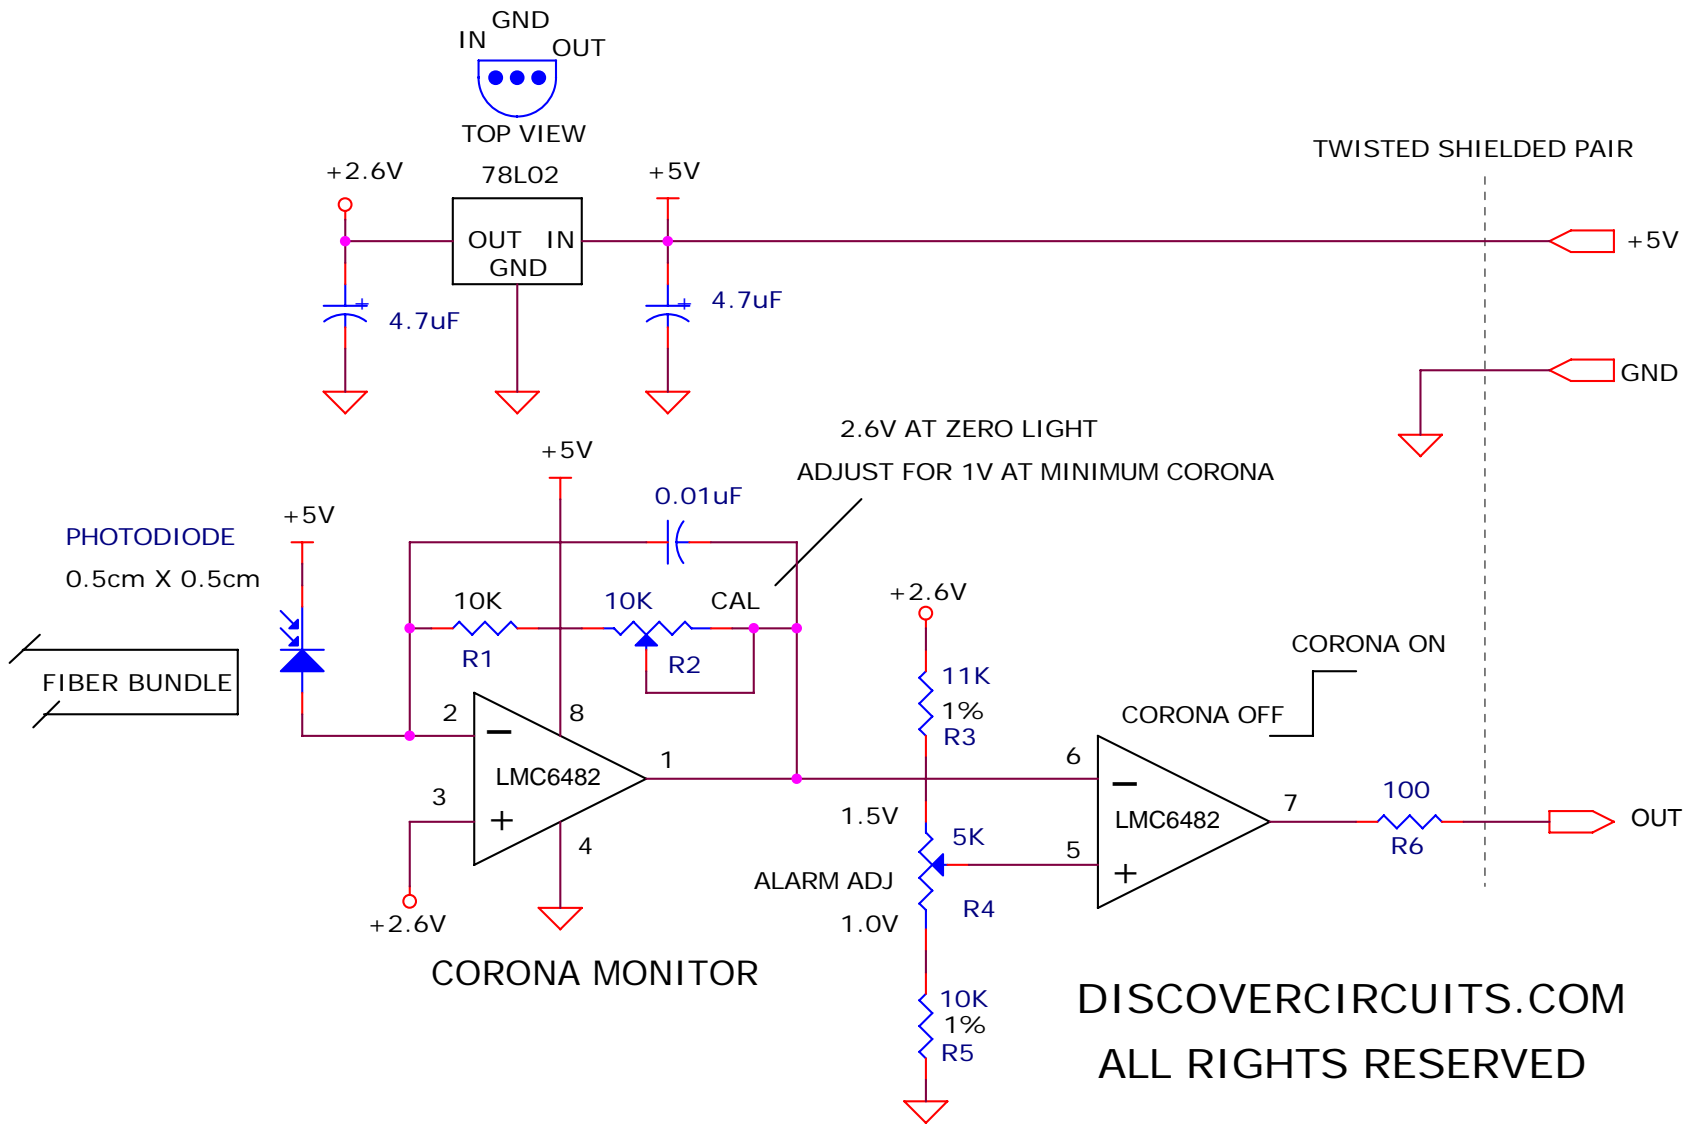 GND
IN
OUT
TOP VIEW
TWISTED SHIELDED PAIR
+2.6V
78L02
+5V
OUT IN
GND
+5V
+
4.7uF
+
4.7uF
GND
2.6V AT ZERO LIGHT
ADJUST FOR 1V AT MINIMUM CORONA
+5V
0.01uF
+5V
PHOTODIODE
0.5cm X 0.5cm
10K
R1
10K
CAL
R2
FIBER BUNDLE
2
8
LMC6482
1
3
4
+2.6V
CORONA MONITOR
+2.6V
11K
1%
R3
1.5V
5K
ALARM ADJ
R4
1.0V
10K
1%
R5
CORONA ON
CORONA OFF
6
LMC6482
7
5
100
R6
OUT
DISCOVERCIRCUITS.COM
ALL RIGHTS RESERVED